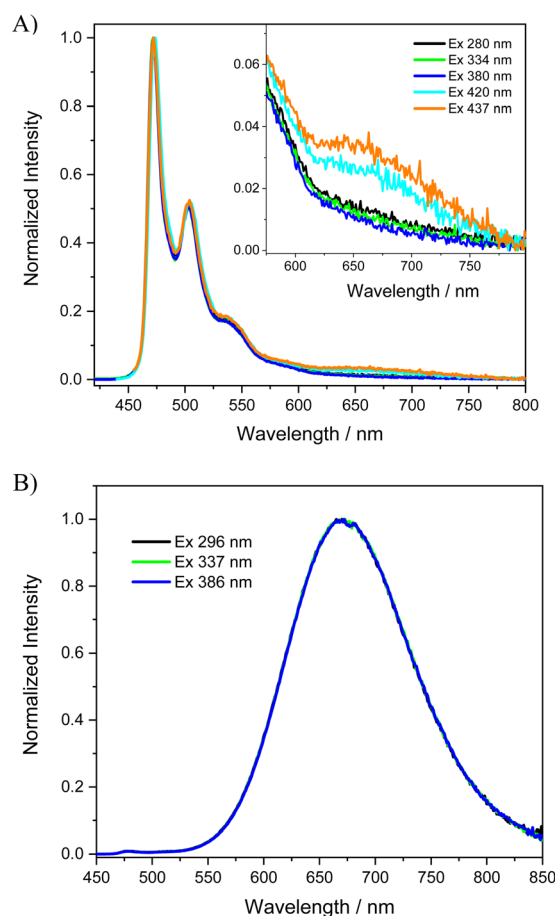 A)
Normalized Intensity
1.0
0.8
0.6
0.4
0.2
0.0
450 500 550 600 650 700 750 800
Wavelength / nm
0.06
0.04
0.02
0.00
600 650 700 750
Wavelength / nm
Ex 280 nm
Ex 334 nm
Ex 380 nm
Ex 420 nm
Ex 437 nm
B)
Normalized Intensity
1.0
0.8
0.6
0.4
0.2
0.0
450 500 550 600 650 700 750 800 850
Wavelength / nm
Ex 296 nm
Ex 337 nm
Ex 386 nm